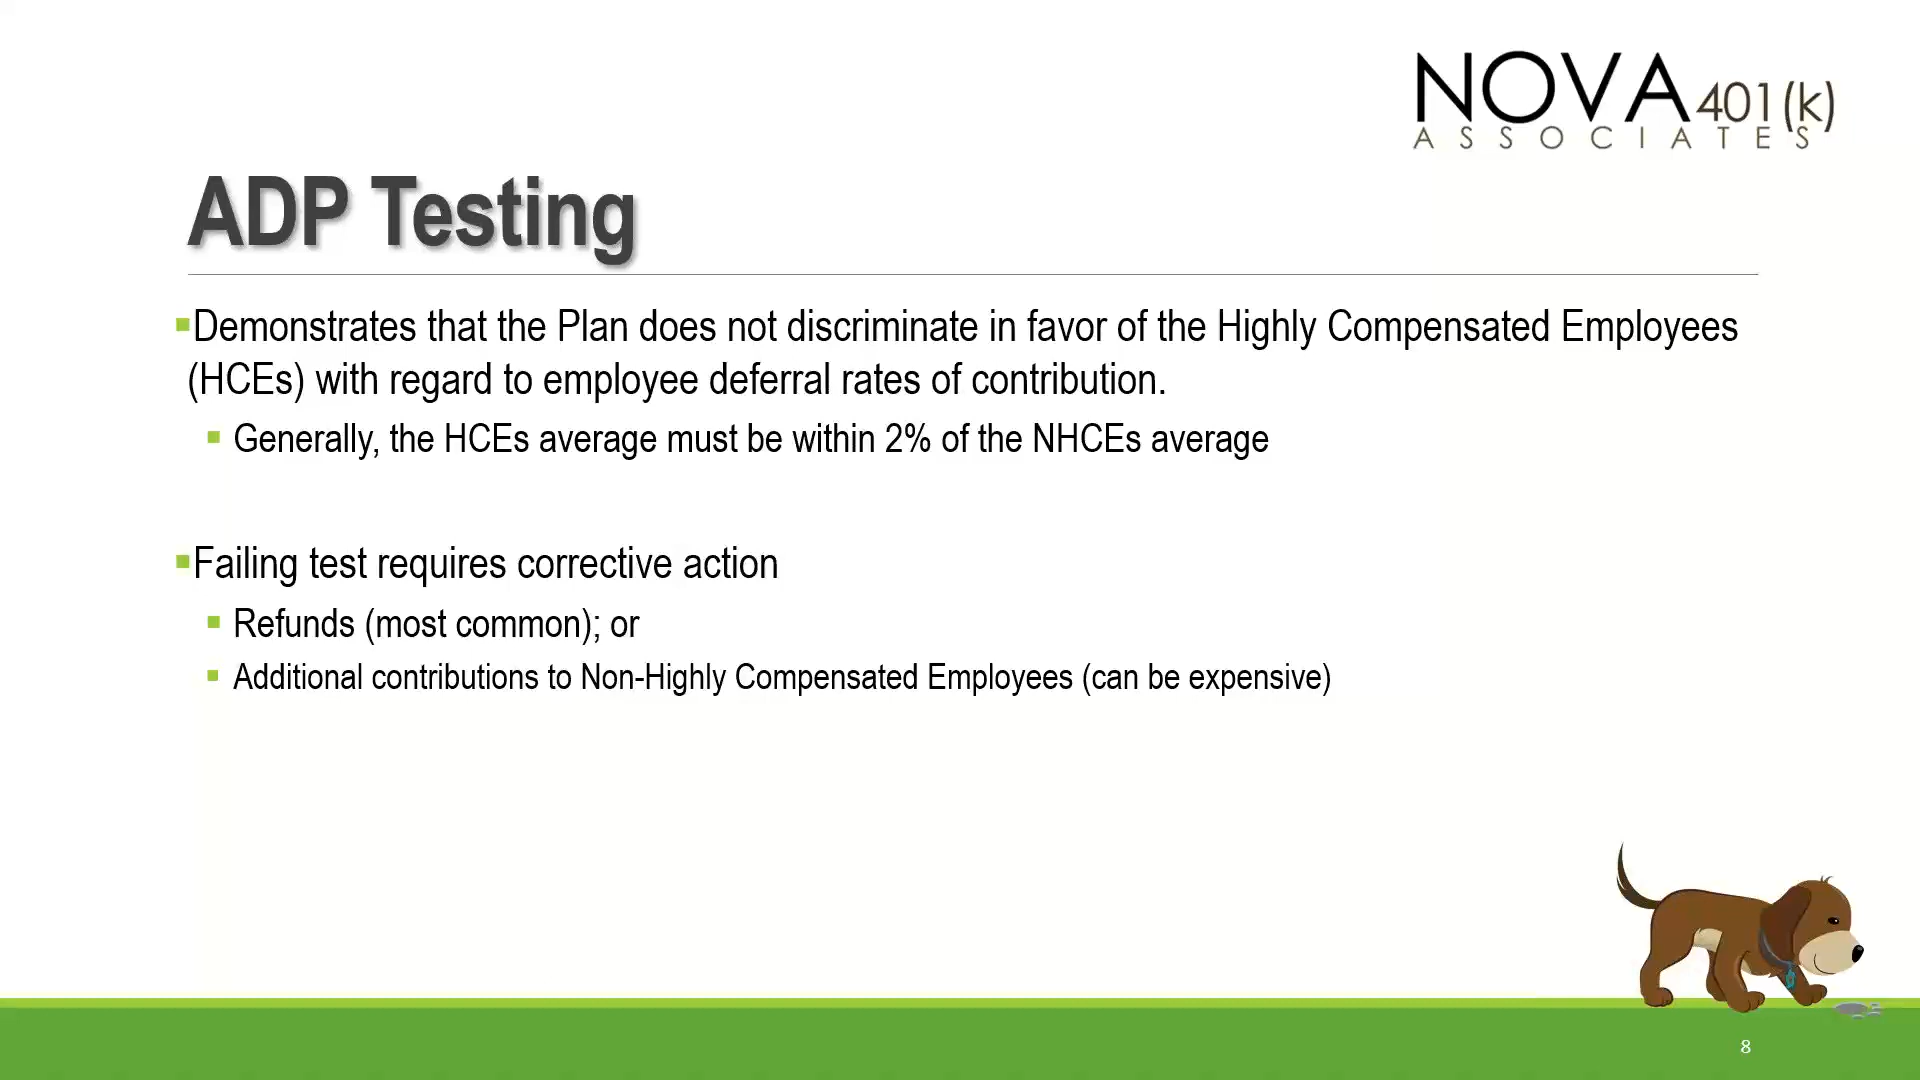 NOVA 401(k)
ASSOCIATES
ADP Testing
▪Demonstrates that the Plan does not discriminate in favor of the Highly Compensated Employees
(HCEs) with regard to employee deferral rates of contribution.
▪ Generally, the HCEs average must be within 2% of the NHCEs average
▪Failing test requires corrective action
▪ Refunds (most common); or
▪ Additional contributions to Non-Highly Compensated Employees (can be expensive)
8